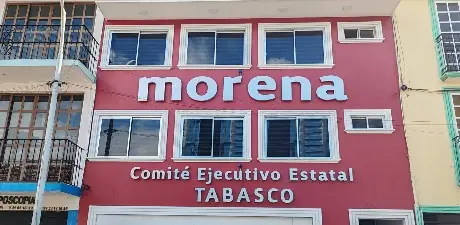 morena
Comité Ejecutivo Estatal
TABASCO